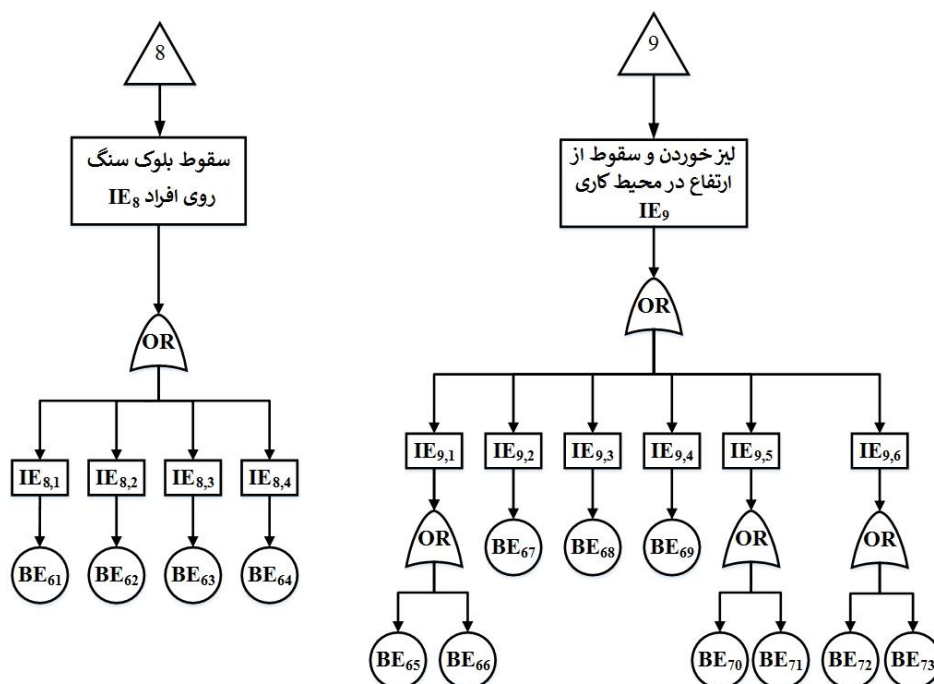 8
سقوط بلوک سنگ
روی افراد IE₈
OR
IE₈,₁ IE₈,₂ IE₈,₃ IE₈,₄
BE₆₁ BE₆₂ BE₆₃ BE₆₄
9
لیز خوردن و سقوط از
ارتفاع در محیط کاری
IE₉
OR
IE₉,₁ IE₉,₂ IE₉,₃ IE₉,₄ IE₉,₅ IE₉,₆
OR BE₆₇ BE₆₈ BE₆₉ OR OR
BE₆₅ BE₆₆ BE₇₀ BE₇₁ BE₇₂ BE₇₃